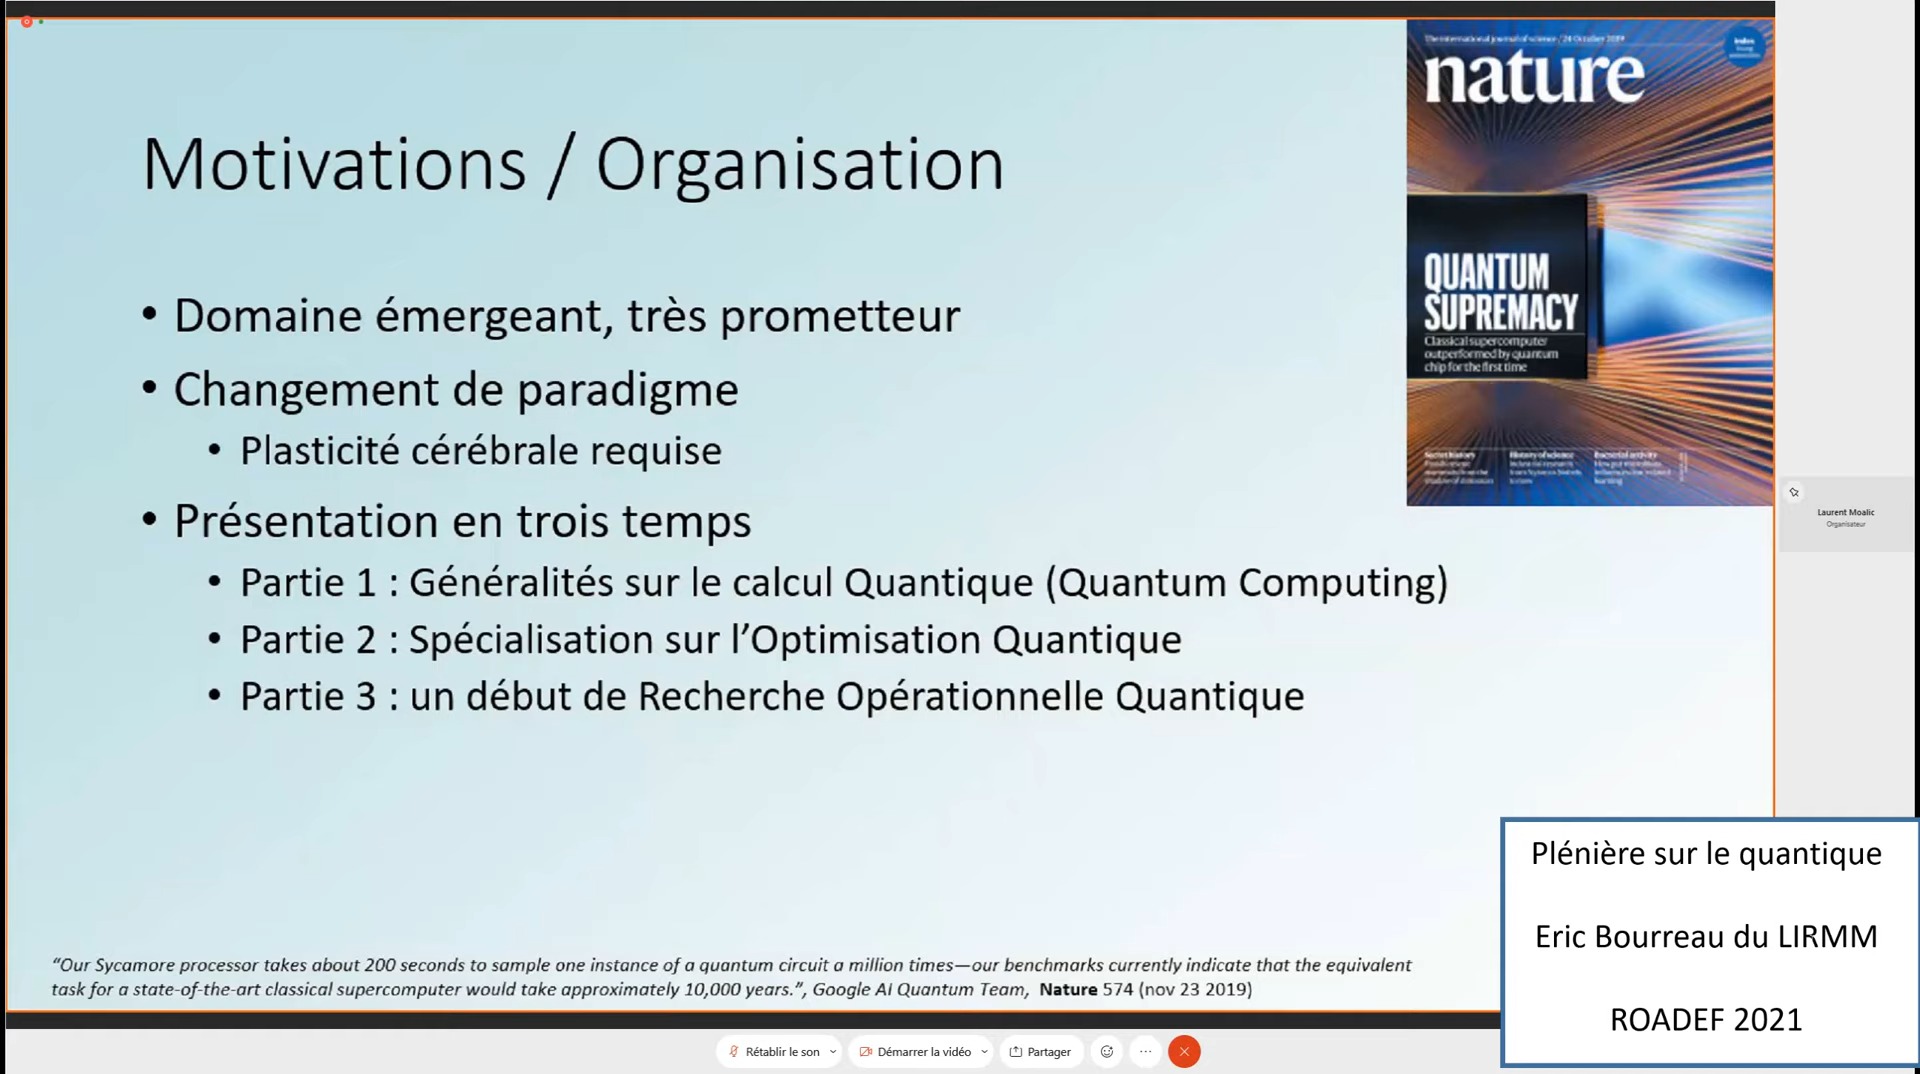 The international journal of science / 24 October 2019
nature
Motivations / Organisation
QUANTUM
SUPREMACY
Classical supercomputer
outperformed by quantum
chip for the first time
• Domaine émergeant, très prometteur
• Changement de paradigme
• Plasticité cérébrale requise
• Présentation en trois temps
• Partie 1 : Généralités sur le calcul Quantique (Quantum Computing)
• Partie 2 : Spécialisation sur l’Optimisation Quantique
• Partie 3 : un début de Recherche Opérationnelle Quantique
Laurent Moalic
Organisateur
“Our Sycamore processor takes about 200 seconds to sample one instance of a quantum circuit a million times—our benchmarks currently indicate that the equivalent
task for a state-of-the-art classical supercomputer would take approximately 10,000 years.”, Google AI Quantum Team, Nature 574 (nov 23 2019)
Plénière sur le quantique
Eric Bourreau du LIRMM
ROADEF 2021
Rétablir le son
Démarrer la vidéo
Partager